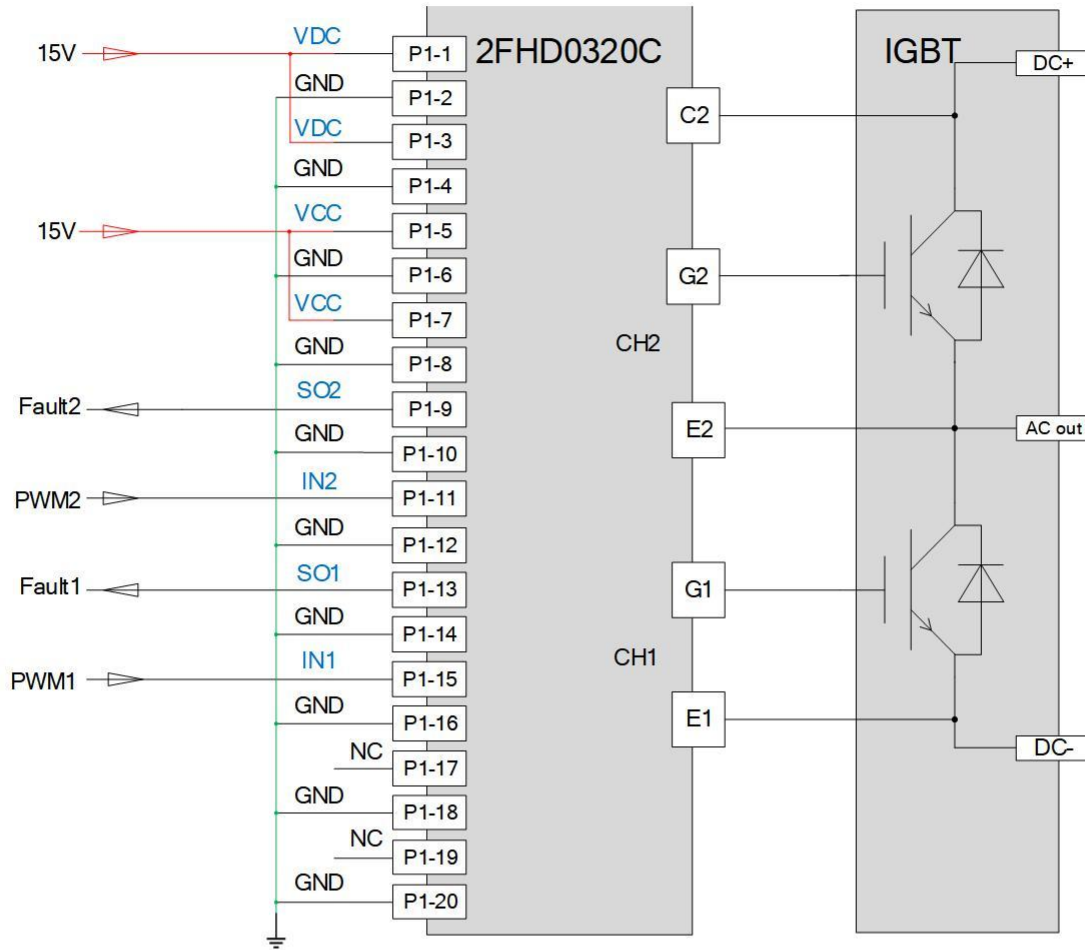 2FHD0320C
IGBT
DC+
15V
VDC
P1-1
GND
P1-2
C2
VDC
P1-3
GND
P1-4
15V
VCC
P1-5
GND
P1-6
G2
VCC
P1-7
CH2
GND
P1-8
Fault2
SO2
P1-9
E2
AC out
GND
P1-10
PWM2
IN2
P1-11
GND
P1-12
Fault1
SO1
P1-13
G1
GND
P1-14
CH1
PWM1
IN1
P1-15
GND
P1-16
E1
DC-
NC
P1-17
GND
P1-18
NC
P1-19
GND
P1-20